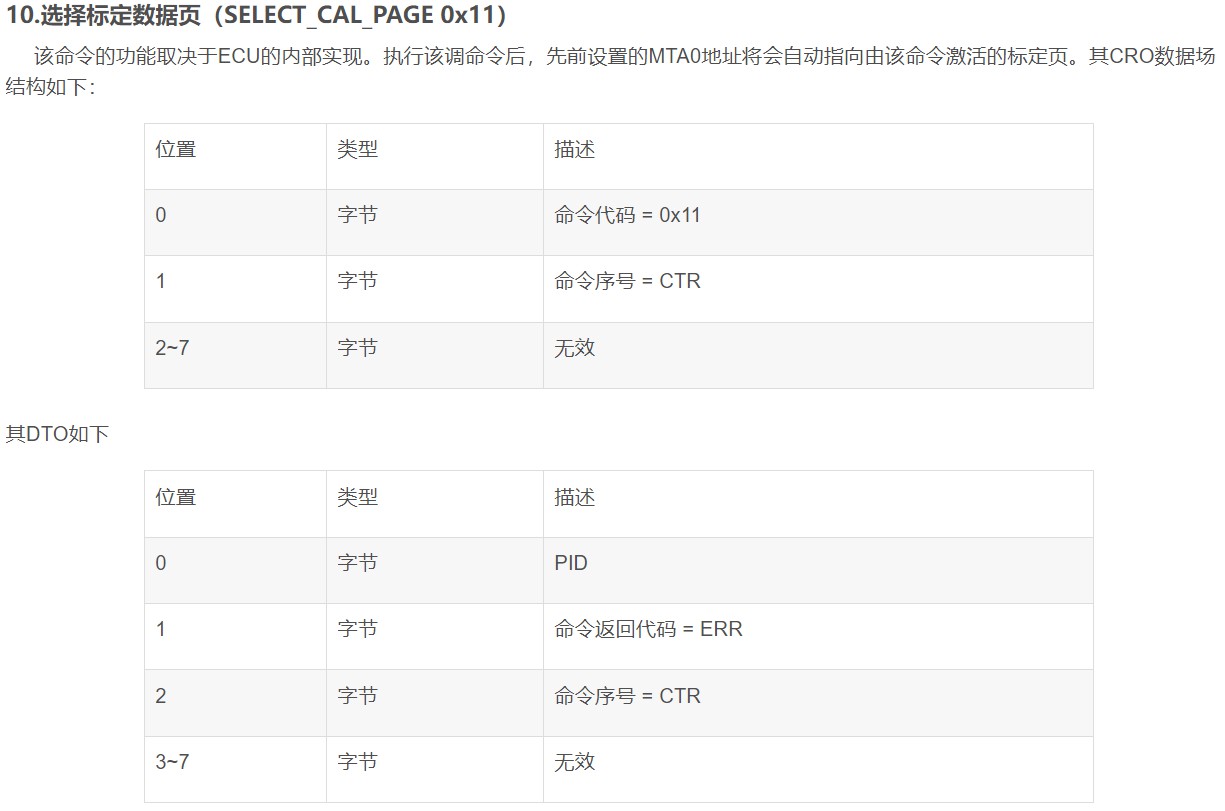 10.选择标定数据页（SELECT_CAL_PAGE 0x11）
该命令的功能取决于ECU的内部实现。执行该调命令后，先前设置的MTA0地址将会自动指向由该命令激活的标定页。其CRO数据场
结构如下：
位置 类型 描述
0 字节 命令代码 = 0x11
1 字节 命令序号 = CTR
2~7 字节 无效
其DTO如下
位置 类型 描述
0 字节 PID
1 字节 命令返回代码 = ERR
2 字节 命令序号 = CTR
3~7 字节 无效